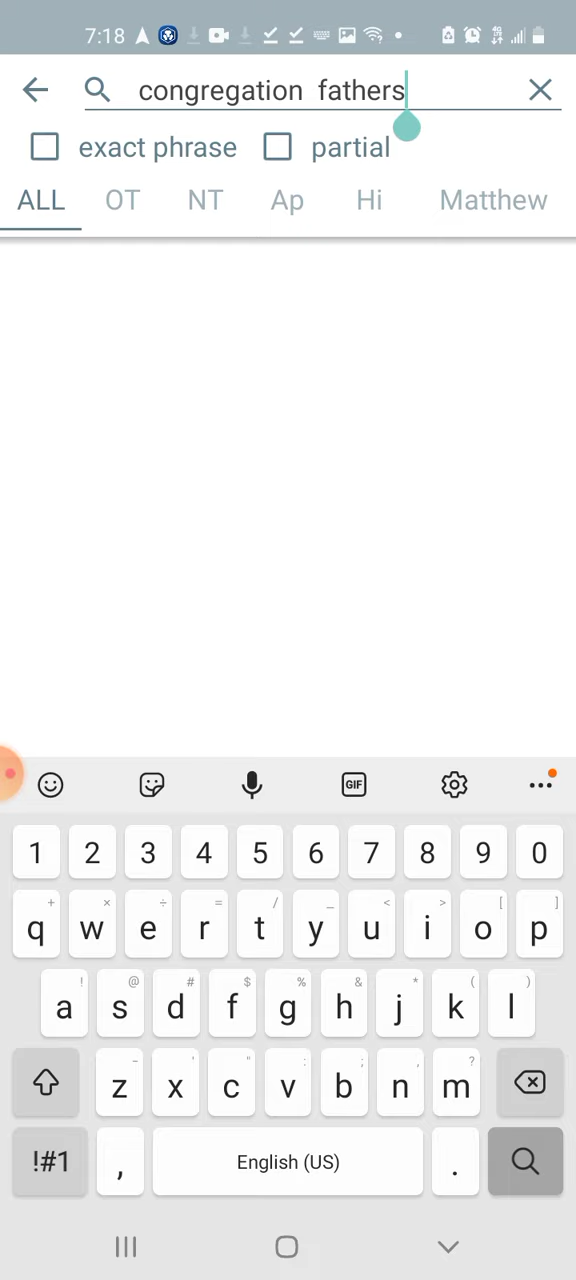 7:18
congregation  fathers
exact phrase partial
ALL OT NT Ap Hi Matthew
GIF
1 2 3 4 5 6 7 8 9 0
+ × ÷ = / _ < > [ ]
q w e r t y u i o p
! @ # $ % & * ( )
a s d f g h j k l
- ' " : ; , ?
z x c v b n m
!#1 , English (US) .